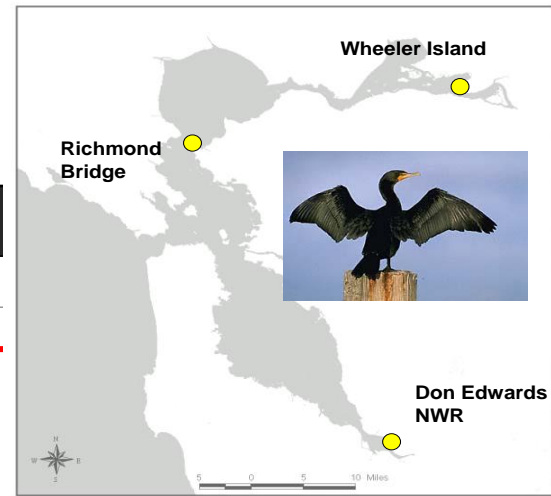 Wheeler Island
Richmond
Bridge
Don Edwards
NWR
N
W E
S
5 0 5 10 Miles